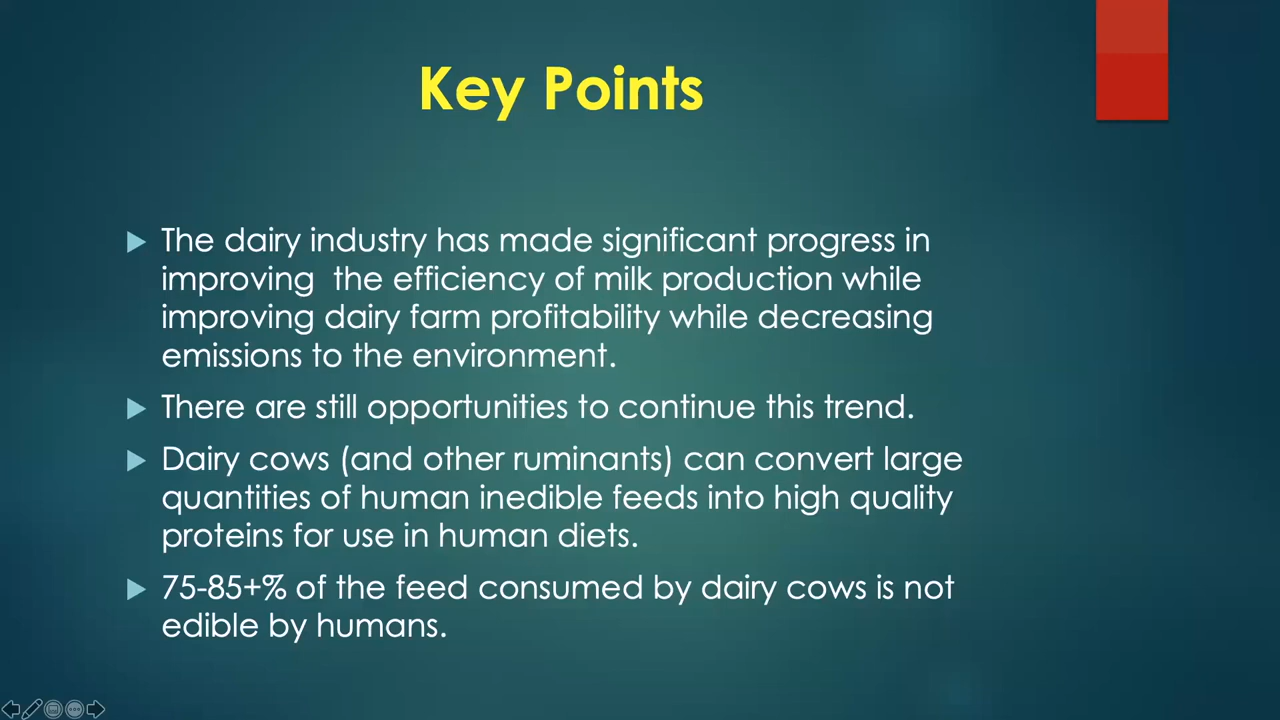 Key Points
The dairy industry has made significant progress in
improving  the efficiency of milk production while
improving dairy farm profitability while decreasing
emissions to the environment.
There are still opportunities to continue this trend.
Dairy cows (and other ruminants) can convert large
quantities of human inedible feeds into high quality
proteins for use in human diets.
75-85+% of the feed consumed by dairy cows is not
edible by humans.